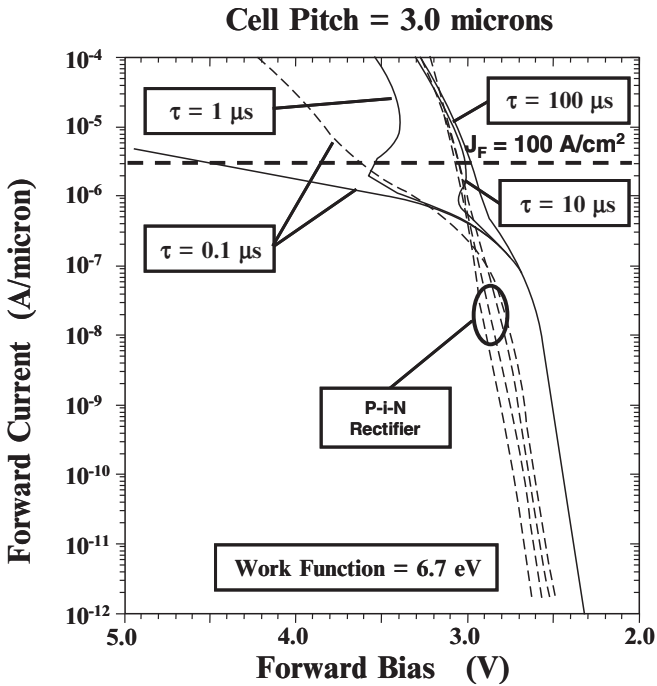 Cell Pitch = 3.0 microns
10-4
τ = 1 μs
τ = 100 μs
10-5
JF = 100 A/cm²
10-6
τ = 10 μs
τ = 0.1 μs
10-7
10-8
10-9
P-i-N
Rectifier
10-10
10-11
Work Function = 6.7 eV
10-12
5.0
4.0
3.0
2.0
Forward Bias (V)
Forward Current (A/micron)